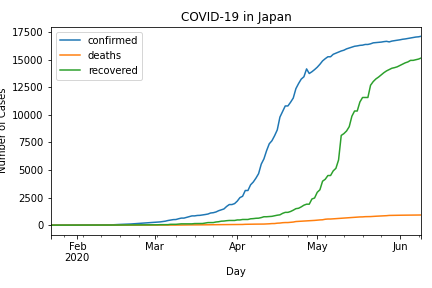 COVID-19 in Japan
confirmed
deaths
recovered
17500
15000
12500
10000
7500
5000
2500
0
Number of Cases
Feb
2020
Mar
Apr
May
Jun
Day